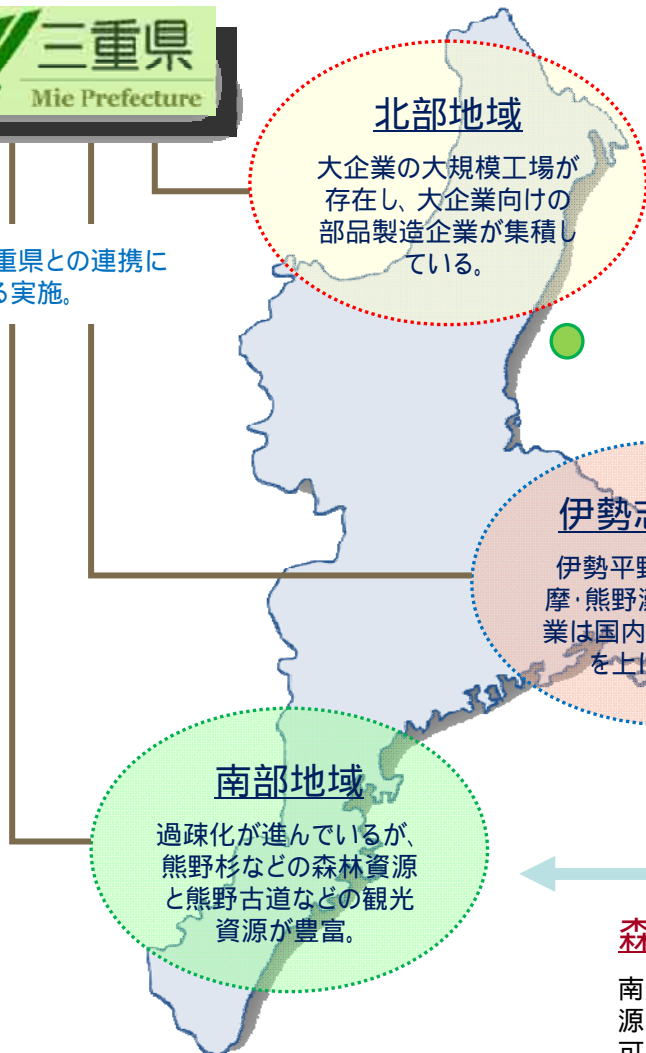 三重県
Mie Prefecture
北部地域
大企業の大規模工場が
存在し、大企業向けの
部品製造企業が集積し
ている。
重県との連携に
る実施。
伊勢志
伊勢平野
摩・熊野灘
業は国内
を上げ
南部地域
過疎化が進んでいるが、
熊野杉などの森林資源
と熊野古道などの観光
資源が豊富。
森
南
源
可